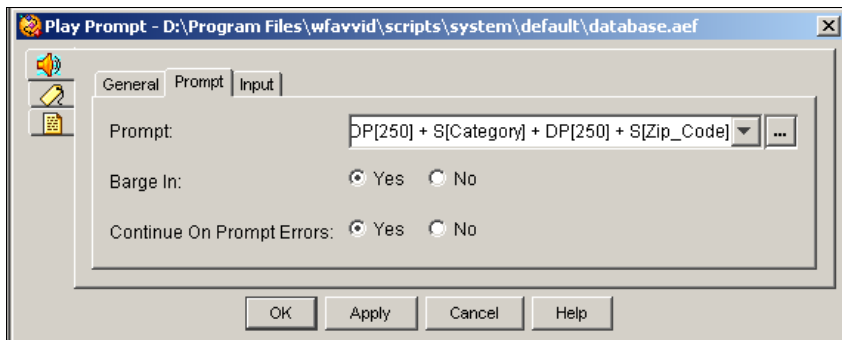 Play Prompt - D:\Program Files\wfavvid\scripts\system\default\database.aef
General Prompt Input
Prompt: DP[250] + S[Category] + DP[250] + S[Zip_Code] ...
Barge In: Yes No
Continue On Prompt Errors: Yes No
OK Apply Cancel Help